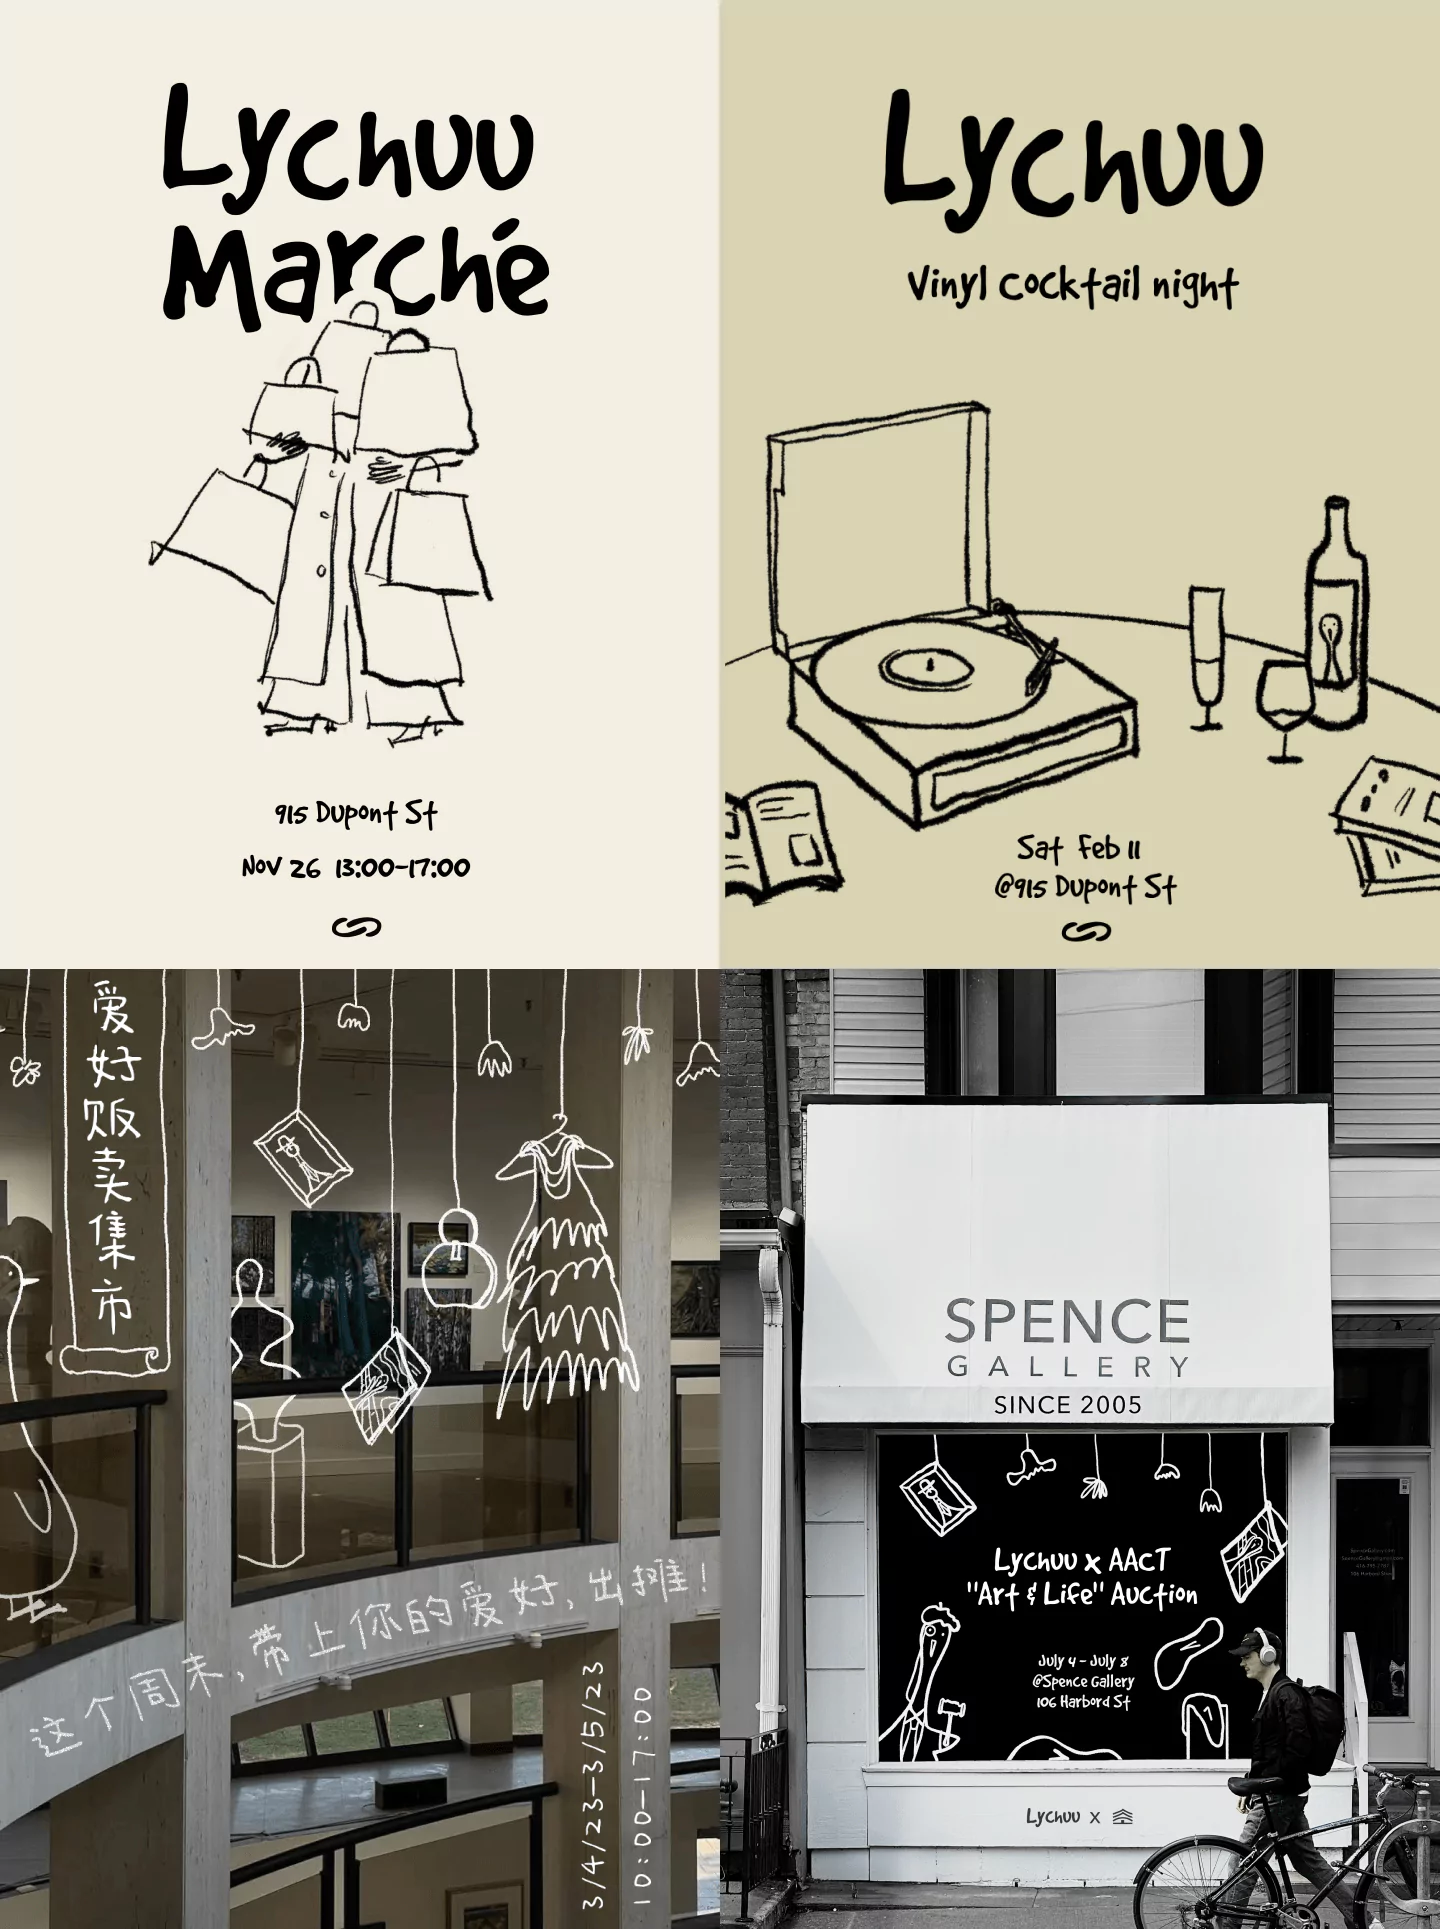 Lychuu
Marché
915 Dupont St
Nov 26 13:00-17:00
Lychuu
Vinyl cocktail night
Sat Feb 11
@915 Dupont St
爱好贩卖集市
这个周末，带上你的爱好，出摊！
3/4/23-3/5/23
10:00-17:00
SPENCE
GALLERY
SINCE 2005
Lychuu x AACT
"Art & Life" Auction
July 4 - July 8
@Spence Gallery
106 Harbord St
Lychuu x